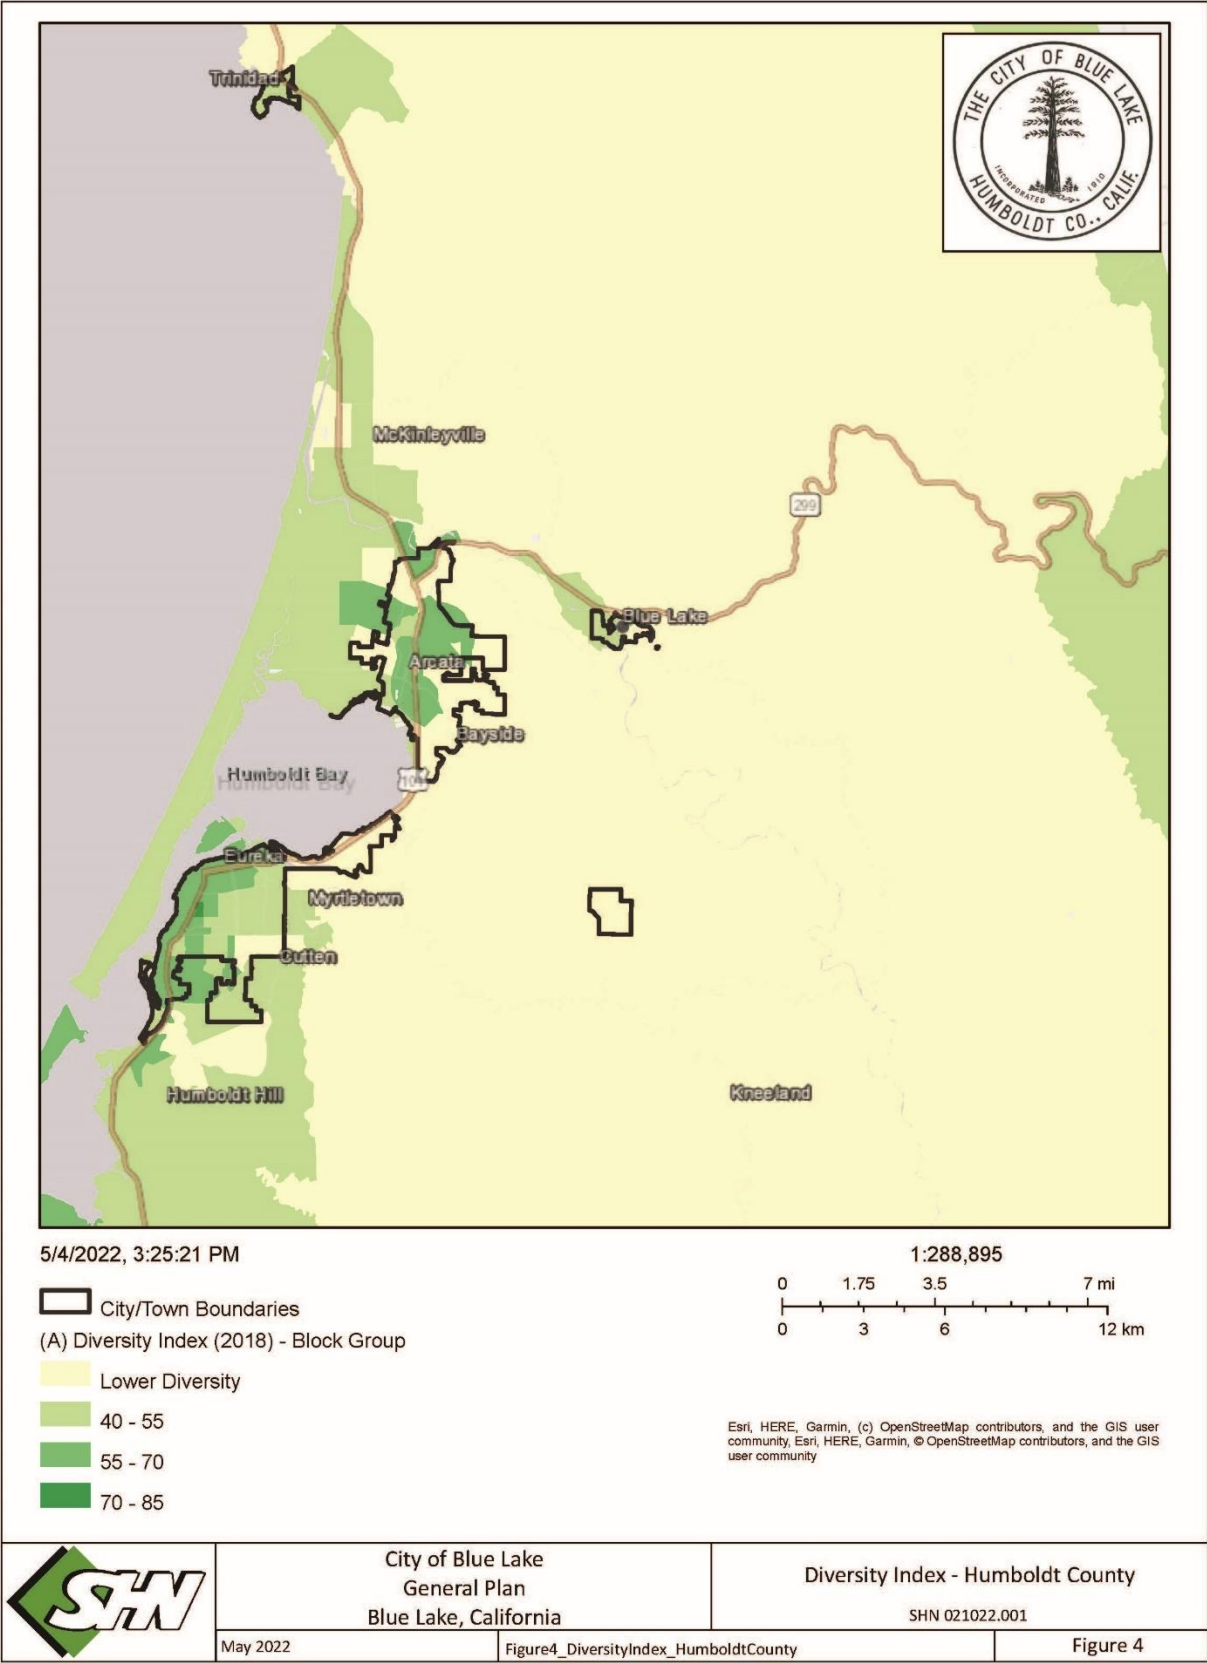 Trinidad
THE CITY OF BLUE LAKE
INCORPORATED 1910
HUMBOLDT CO., CALIF.
McKinleyville
299
Blue Lake
Arcata
Bayside
Humboldt Bay
Humboldt Bay
101
Eureka
Myrtletown
Cutten
Humboldt Hill
Kneeland
5/4/2022, 3:25:21 PM
1:288,895
0 1.75 3.5 7 mi
0 3 6 12 km
City/Town Boundaries
(A) Diversity Index (2018) - Block Group
Lower Diversity
40 - 55
55 - 70
70 - 85
Esri, HERE, Garmin, (c) OpenStreetMap contributors, and the GIS user
community, Esri, HERE, Garmin, © OpenStreetMap contributors, and the GIS
user community
SHN
City of Blue Lake
General Plan
Blue Lake, California
Diversity Index - Humboldt County
SHN 021022.001
May 2022
Figure4_DiversityIndex_HumboldtCounty
Figure 4